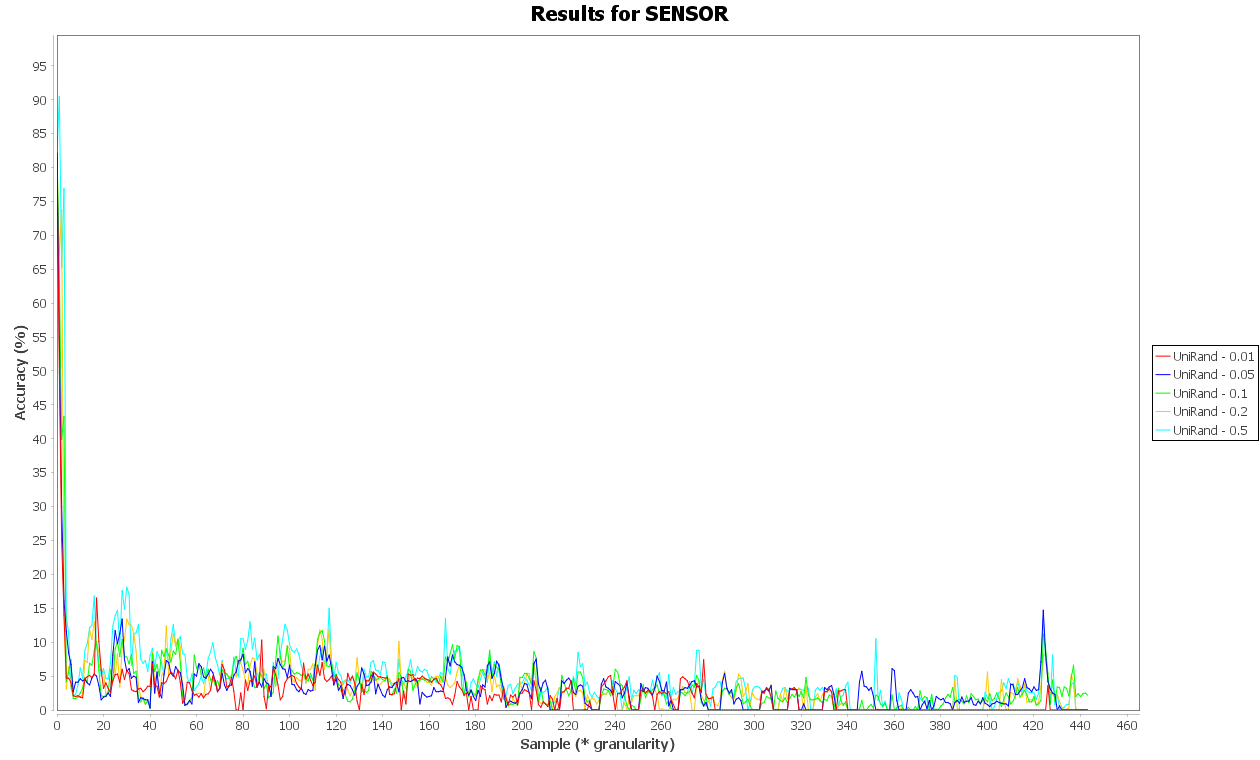 Results for SENSOR
Accuracy (%)
95
90
85
80
75
70
65
60
55
50
45
40
35
30
25
20
15
10
5
0
0 20 40 60 80 100 120 140 160 180 200 220 240 260 280 300 320 340 360 380 400 420 440 460
Sample (* granularity)
UniRand - 0.01
UniRand - 0.05
UniRand - 0.1
UniRand - 0.2
UniRand - 0.5